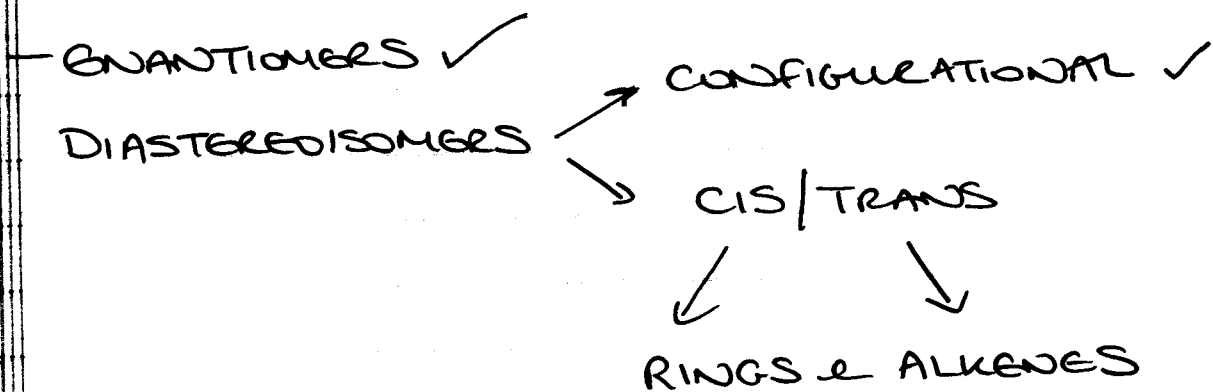 ENANTIOMERS ✓
CONFIGURATIONAL ✓
DIASTEREOISOMERS
CIS/TRANS
RINGS & ALKENES